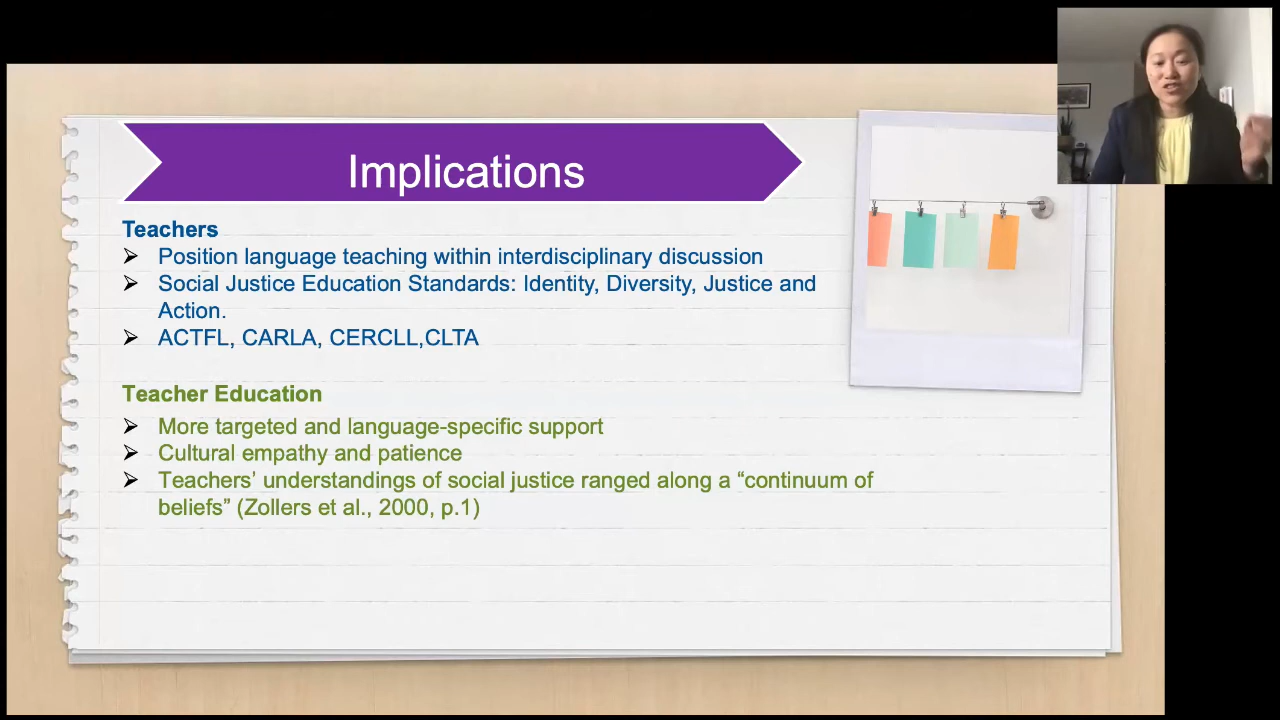 Implications
Teachers
➢ Position language teaching within interdisciplinary discussion
➢ Social Justice Education Standards: Identity, Diversity, Justice and
Action.
➢ ACTFL, CARLA, CERCLL,CLTA
Teacher Education
➢ More targeted and language-specific support
➢ Cultural empathy and patience
➢ Teachers’ understandings of social justice ranged along a “continuum of
beliefs” (Zollers et al., 2000, p.1)